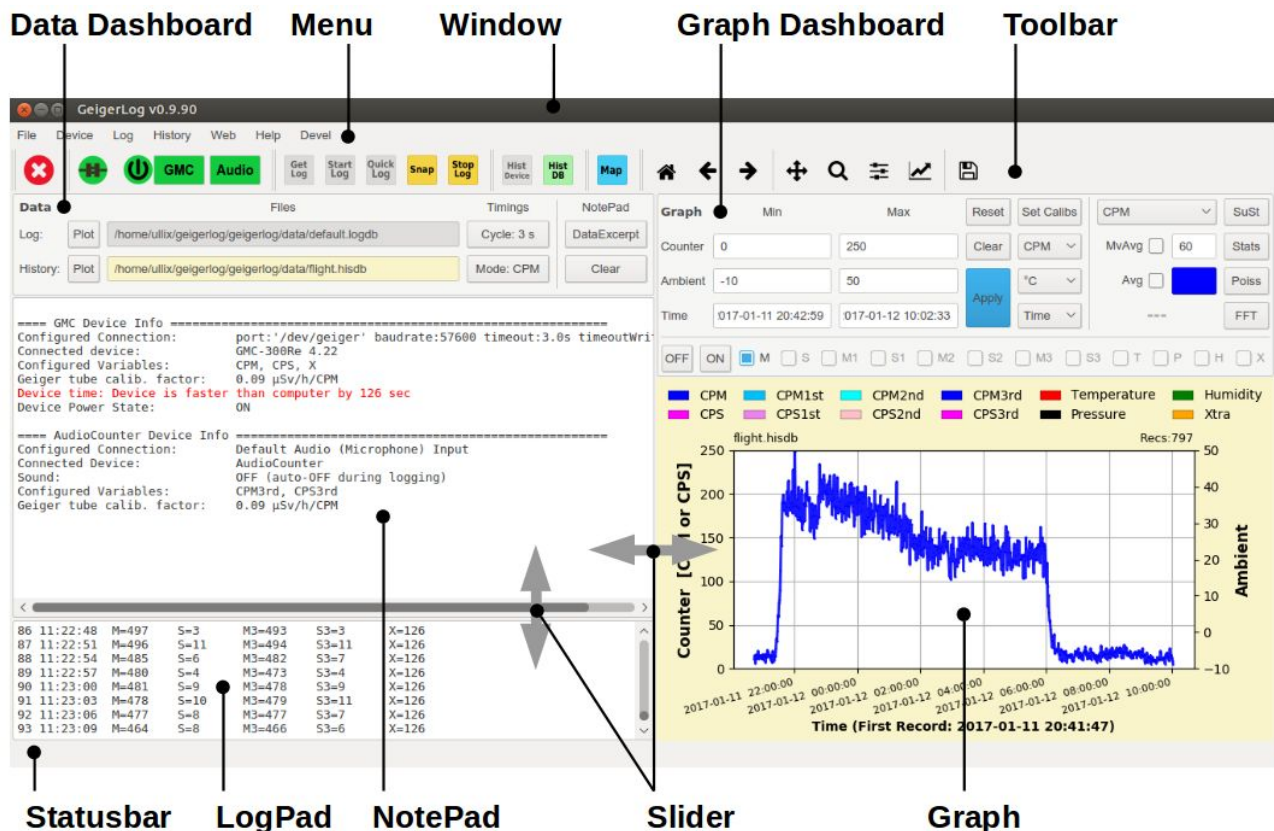 Data Dashboard Menu Window Graph Dashboard Toolbar
GeigerLog v0.9.90
File Device Log History Web Help Devel
GMC Audio Get Log Start Log Quick Log Snap Stop Log Hist Device Hist DB Map
Data Files Timings NotePad
Log: Plot /home/ullix/geigerlog/geigerlog/data/default.logdb Cycle: 3 s DataExcerpt
History: Plot /home/ullix/geigerlog/geigerlog/data/flight.hisdb Mode: CPM Clear
Graph Min Max Reset Set Calibs CPM SuSt
Counter 0 250 Clear CPM MvAvg 60 Stats
Ambient -10 50 Apply °C Avg Poiss
Time 017-01-11 20:42:59 017-01-12 10:02:33 Time --- FFT
OFF ON M S M1 S1 M2 S2 M3 S3 T P H X
==== GMC Device Info ====================================================
Configured Connection: port:'/dev/geiger' baudrate:57600 timeout:3.0s timeoutWri
Connected device: GMC-300Re 4.22
Configured Variables: CPM, CPS, X
Geiger tube calib. factor: 0.09 µSv/h/CPM
Device time: Device is faster than computer by 126 sec
Device Power State: ON
==== AudioCounter Device Info =============================================
Configured Connection: Default Audio (Microphone) Input
Connected Device: AudioCounter
Sound: OFF (auto-OFF during logging)
Configured Variables: CPM3rd, CPS3rd
Geiger tube calib. factor: 0.09 µSv/h/CPM
86 11:22:48 M=497 S=3 M3=493 S3=3 X=126
87 11:22:51 M=496 S=11 M3=494 S3=11 X=126
88 11:22:54 M=485 S=6 M3=482 S3=7 X=126
89 11:22:57 M=480 S=4 M3=473 S3=4 X=126
90 11:23:00 M=481 S=9 M3=478 S3=9 X=126
91 11:23:03 M=478 S=10 M3=479 S3=11 X=126
92 11:23:06 M=477 S=8 M3=477 S3=7 X=126
93 11:23:09 M=464 S=8 M3=466 S3=6 X=126
CPM CPM1st CPM2nd CPM3rd Temperature Humidity
CPS CPS1st CPS2nd CPS3rd Pressure Xtra
flight.hisdb Recs:797
250 50
200 40
150 30
100 20
50 10
0 0
−10
Counter [C or CPS]
Ambient
2017-01-11 22:00:00 2017-01-12 00:00:00 2017-01-12 02:00:00 2017-01-12 04:00:00 2017-01-12 06:00:00 2017-01-12 08:00:00 2017-01-12 10:00:00
Time (First Record: 2017-01-11 20:41:47)
Statusbar LogPad NotePad Slider Graph